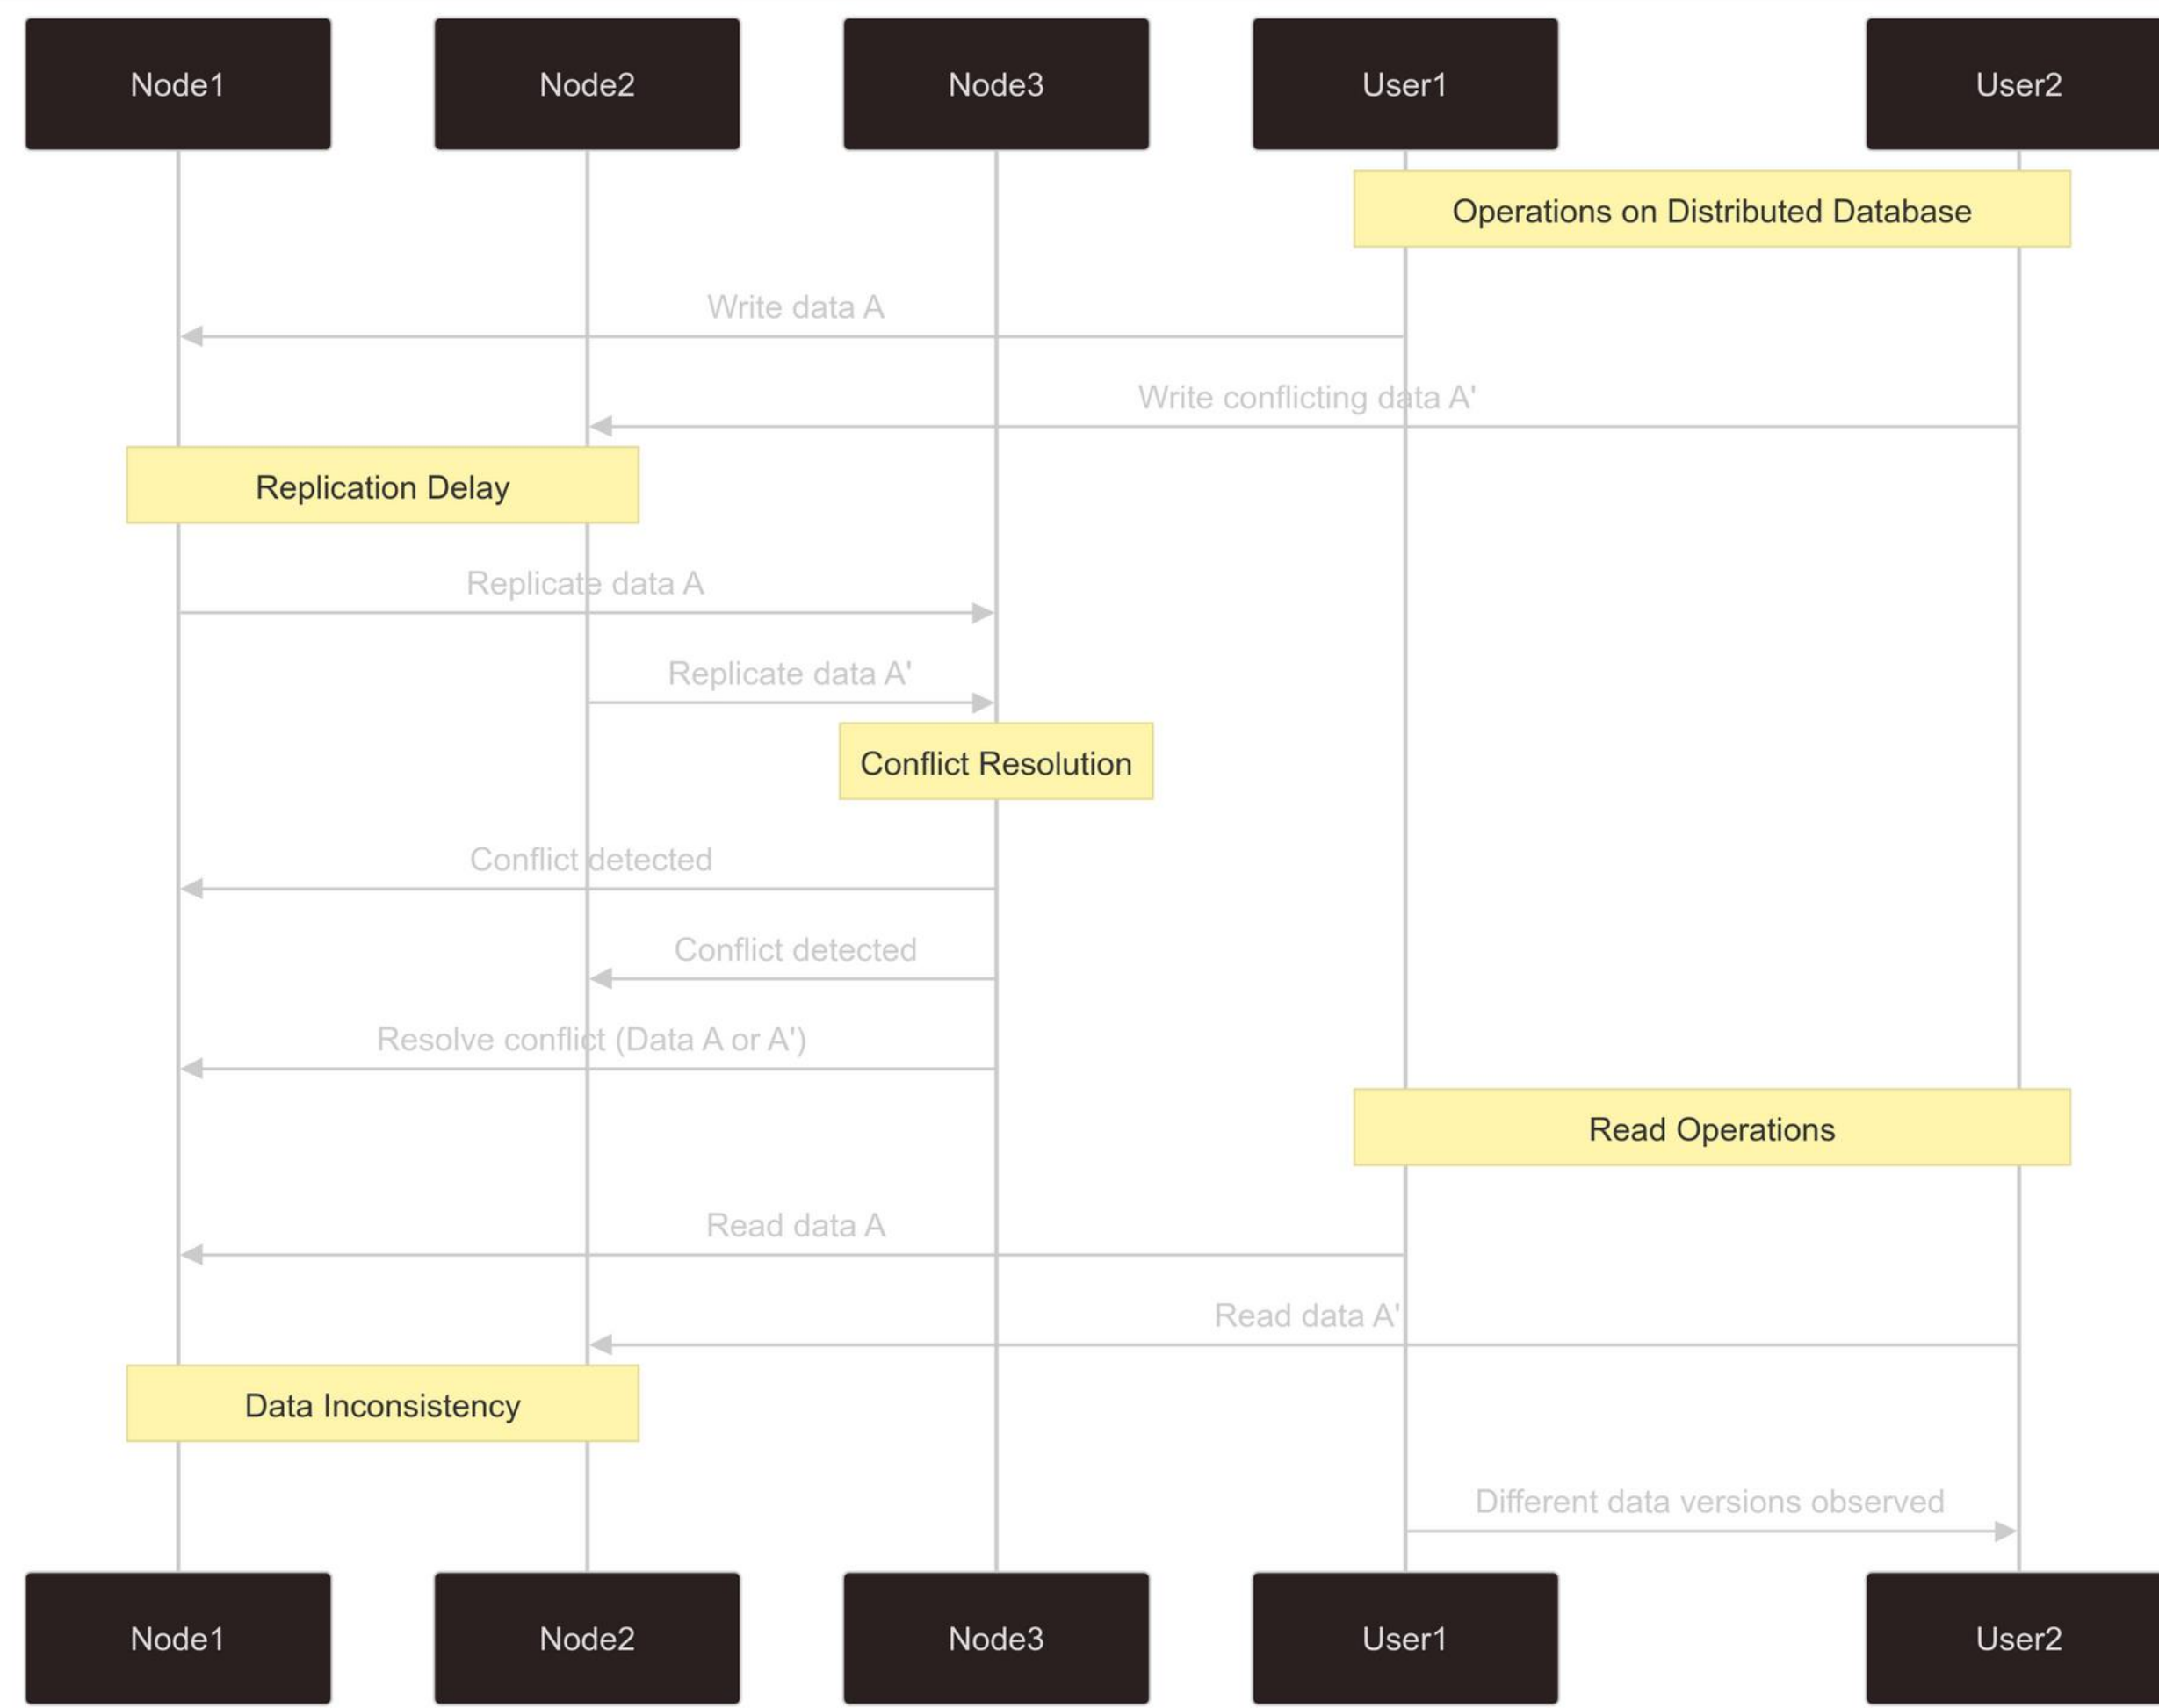 Node1
Node2
Node3
User1
User2
Operations on Distributed Database
Write data A
Write conflicting data A'
Replication Delay
Replicate data A
Replicate data A'
Conflict Resolution
Conflict detected
Conflict detected
Resolve conflict (Data A or A')
Read Operations
Read data A
Read data A'
Data Inconsistency
Different data versions observed
Node1
Node2
Node3
User1
User2